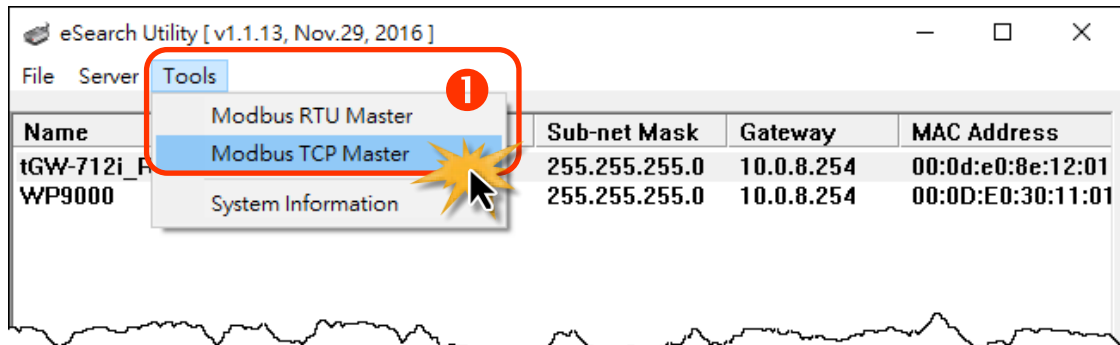 eSearch Utility [ v1.1.13, Nov.29, 2016 ]
File Server Tools
1
Modbus RTU Master
Modbus TCP Master
System Information
Name Sub-net Mask Gateway MAC Address
tGW-712i_ 255.255.255.0 10.0.8.254 00:0d:e0:8e:12:01
WP9000 255.255.255.0 10.0.8.254 00:0D:E0:30:11:01